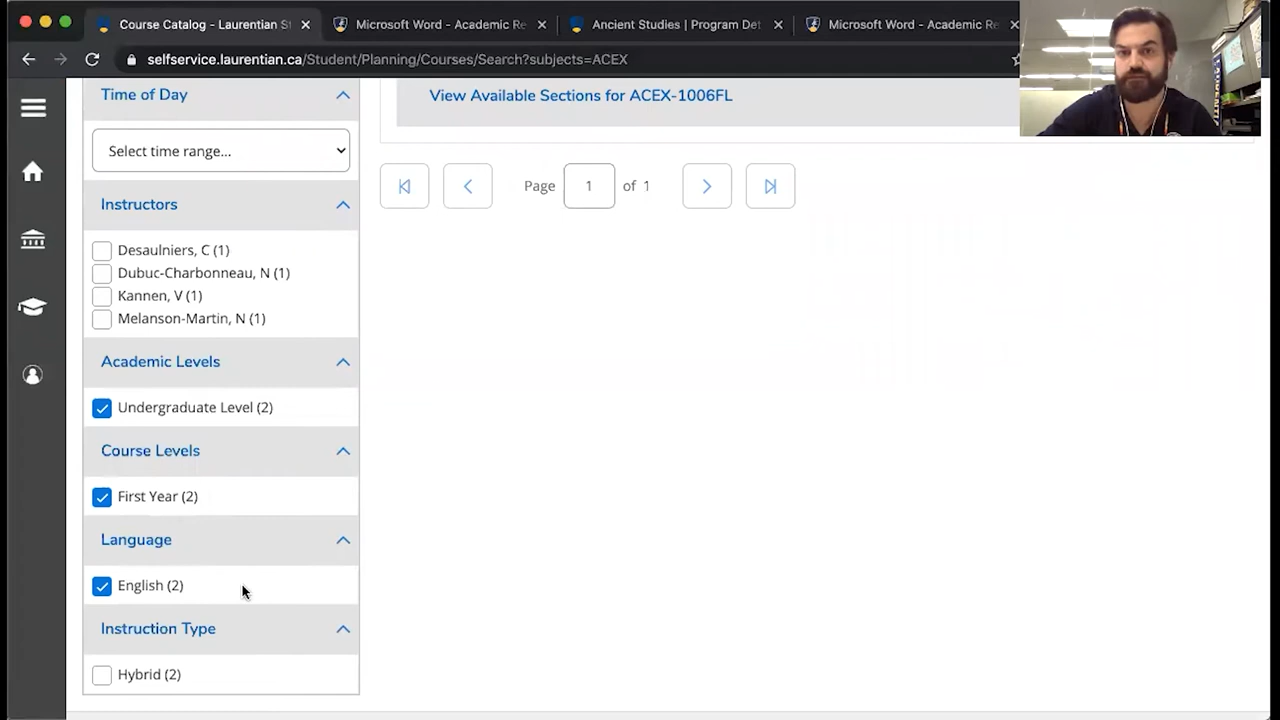 Course Catalog - Laurentian St
Microsoft Word - Academic Re
Ancient Studies | Program Det
Microsoft Word - Academic Re
selfservice.laurentian.ca/Student/Planning/Courses/Search?subjects=ACEX
Time of Day
Select time range...
Instructors
Desaulniers, C (1)
Dubuc-Charbonneau, N (1)
Kannen, V (1)
Melanson-Martin, N (1)
Academic Levels
Undergraduate Level (2)
Course Levels
First Year (2)
Language
English (2)
Instruction Type
Hybrid (2)
View Available Sections for ACEX-1006FL
Page 1 of 1